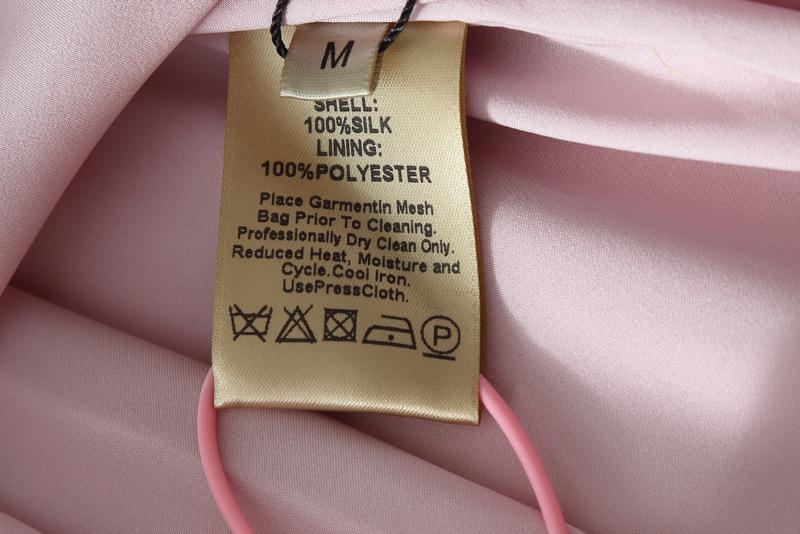 M
SHELL:
100%SILK
LINING:
100%POLYESTER
Place GarmentIn Mesh
Bag Prior To Cleaning.
Professionally Dry Clean Only.
Reduced Heat, Moisture and
Cycle.Cool Iron.
UsePressCloth.
P